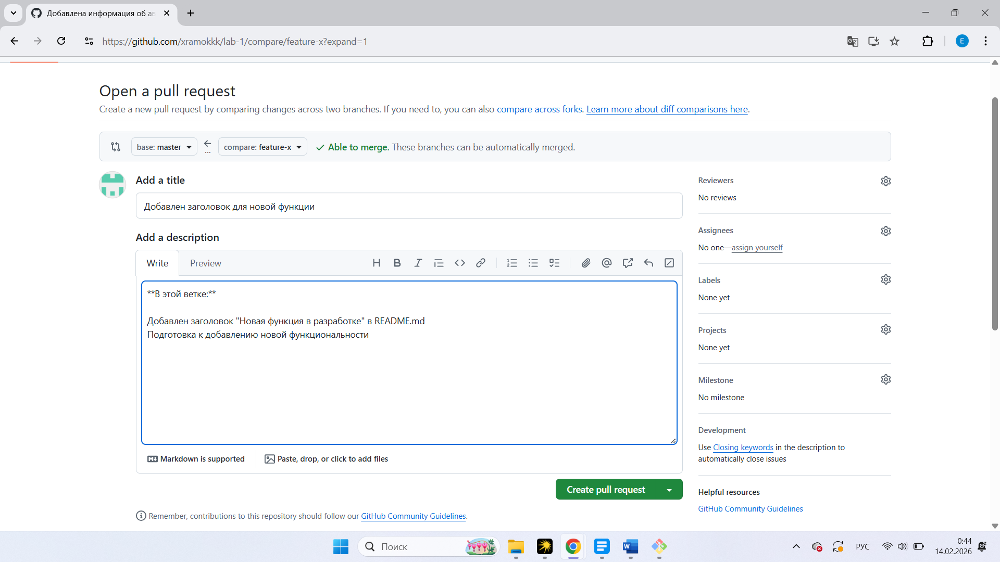 Добавлена информация об ав
https://github.com/xramokkk/lab-1/compare/feature-x?expand=1
E
Open a pull request
Create a new pull request by comparing changes across two branches. If you need to, you can also compare across forks. Learn more about diff comparisons here.
base: master
compare: feature-x
Able to merge. These branches can be automatically merged.
Add a title
Добавлен заголовок для новой функции
Add a description
Write
Preview
**В этой ветке:**
Добавлен заголовок "Новая функция в разработке" в README.md
Подготовка к добавлению новой функциональности
Markdown is supported
Paste, drop, or click to add files
Create pull request
Remember, contributions to this repository should follow our GitHub Community Guidelines.
Reviewers
No reviews
Assignees
No one—assign yourself
Labels
None yet
Projects
None yet
Milestone
No milestone
Development
Use Closing keywords in the description to
automatically close issues
Helpful resources
GitHub Community Guidelines
Поиск
РУС
0:44
14.02.2026